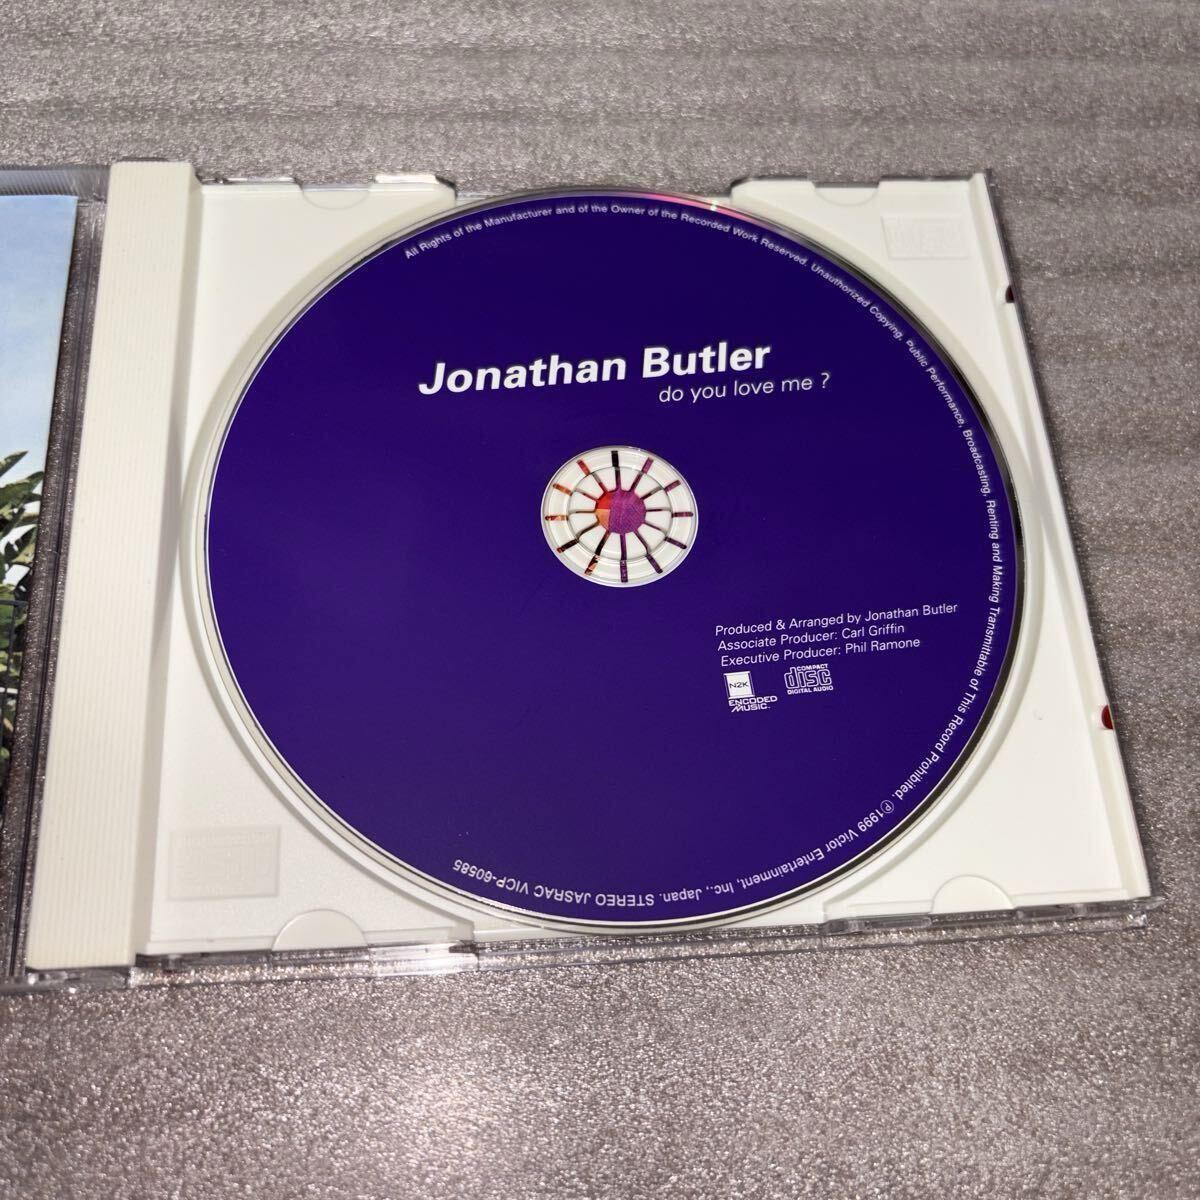 All Rights of the Manufacturer and of the Owner of the Recorded Work Reserved. Unauthorized Copying, Public Performance, Broadcasting, Renting and Making Transmittable of This Record Prohibited. ℗1999 Victor Entertainment, Inc., Japan. STEREO JASRAC VICP-60585
Jonathan Butler
do you love me ?
Produced & Arranged by Jonathan Butler
Associate Producer: Carl Griffin
Executive Producer: Phil Ramone
N2K
ENCODED
MUSIC.
COMPACT
disc
DIGITAL AUDIO